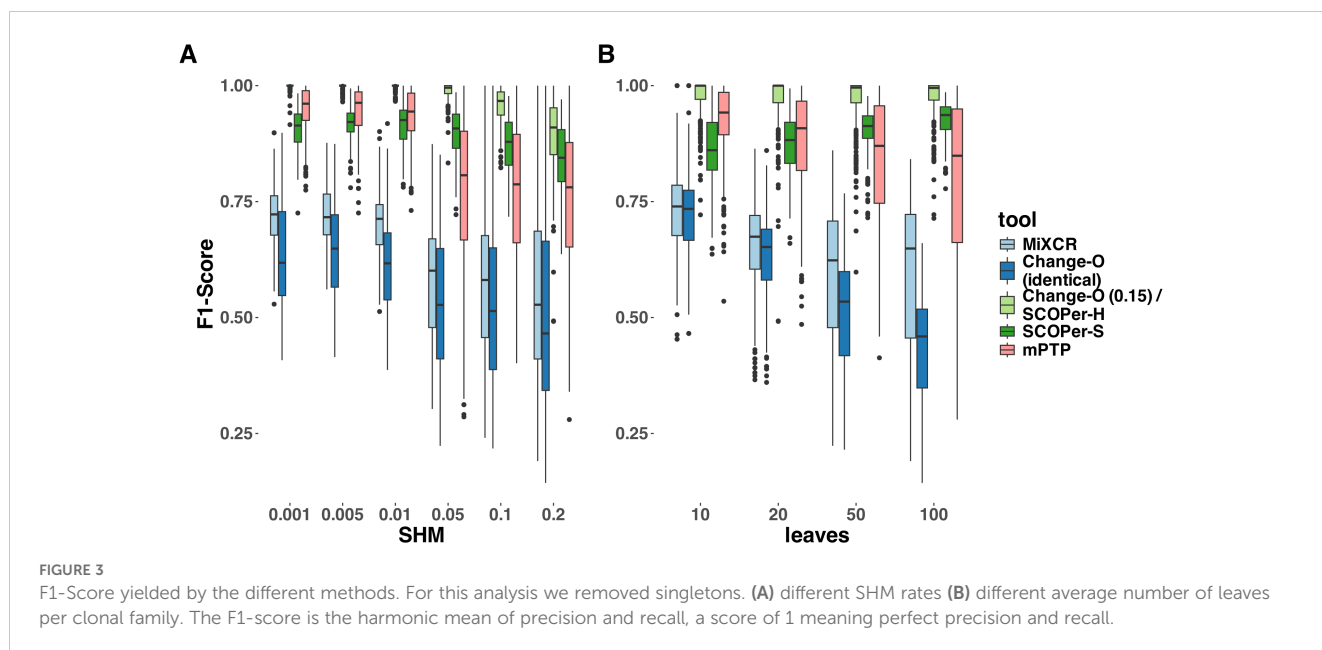 A
B
F1-Score
1.00
0.75
0.50
0.25
0.001 0.005 0.01 0.05 0.1 0.2
SHM
1.00
0.75
0.50
0.25
10 20 50 100
leaves
tool
MiXCR
Change-O
(identical)
Change-O (0.15) /
SCOPer-H
SCOPer-S
mPTP
FIGURE 3
F1-Score yielded by the different methods. For this analysis we removed singletons. (A) different SHM rates (B) different average number of leaves
per clonal family. The F1-score is the harmonic mean of precision and recall, a score of 1 meaning perfect precision and recall.